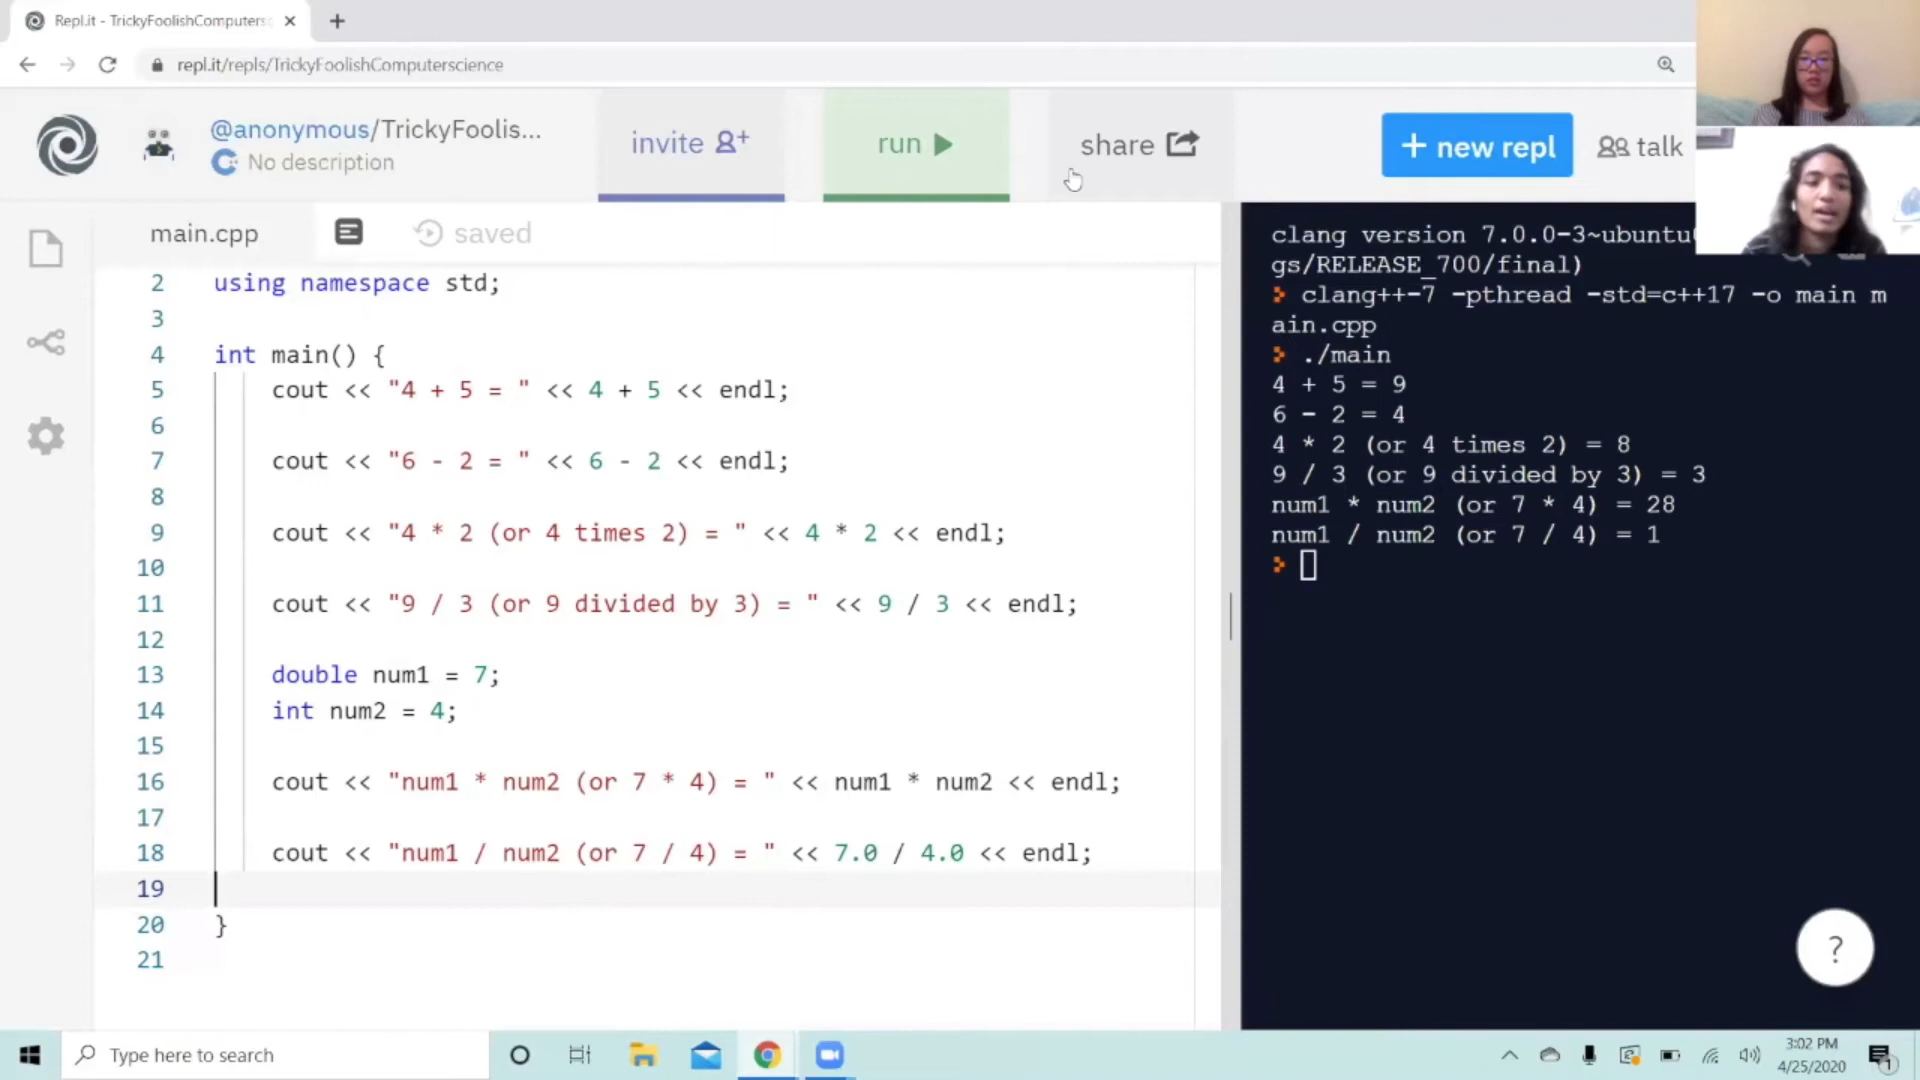 Repl.it - TrickyFoolishComputers
repl.it/repls/TrickyFoolishComputerscience
@anonymous/TrickyFoolis...
No description
invite
run
share
+ new repl
talk
main.cpp
saved
2 using namespace std;
3
4 int main() {
5 cout << "4 + 5 = " << 4 + 5 << endl;
6
7 cout << "6 - 2 = " << 6 - 2 << endl;
8
9 cout << "4 * 2 (or 4 times 2) = " << 4 * 2 << endl;
10
11 cout << "9 / 3 (or 9 divided by 3) = " << 9 / 3 << endl;
12
13 double num1 = 7;
14 int num2 = 4;
15
16 cout << "num1 * num2 (or 7 * 4) = " << num1 * num2 << endl;
17
18 cout << "num1 / num2 (or 7 / 4) = " << 7.0 / 4.0 << endl;
19
20 }
21
clang version 7.0.0-3~ubuntu
gs/RELEASE_700/final)
> clang++-7 -pthread -std=c++17 -o main m
ain.cpp
> ./main
4 + 5 = 9
6 - 2 = 4
4 * 2 (or 4 times 2) = 8
9 / 3 (or 9 divided by 3) = 3
num1 * num2 (or 7 * 4) = 28
num1 / num2 (or 7 / 4) = 1
>
?
Type here to search
3:02 PM
4/25/2020
1